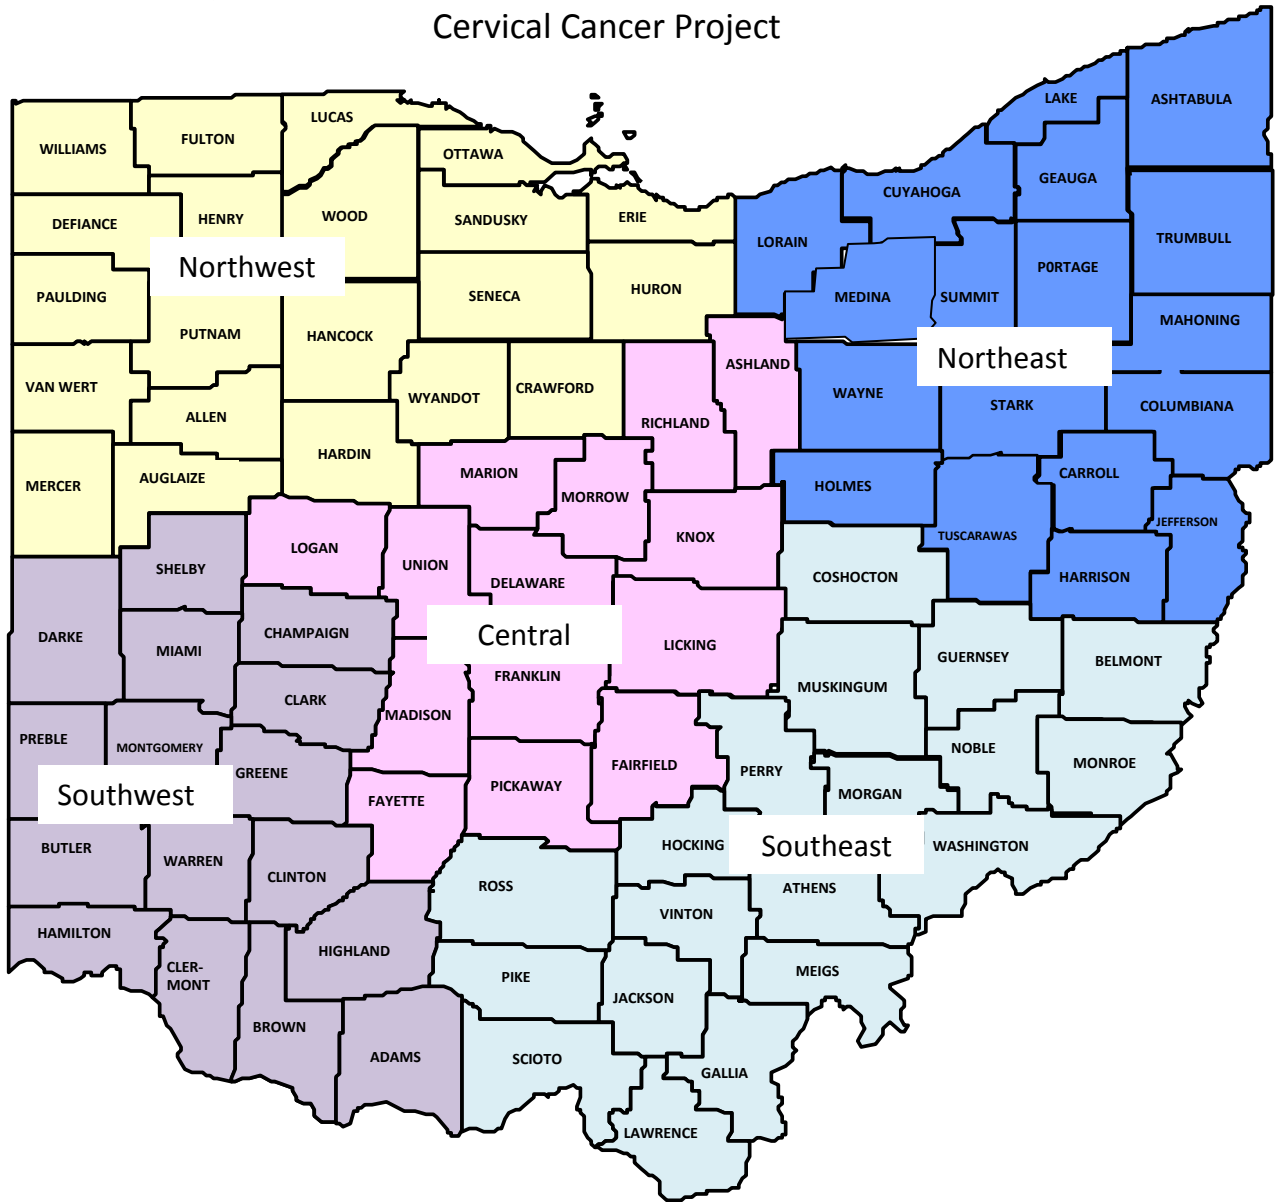 Cervical Cancer Project
LAKE
ASHTABULA
LUCAS
FULTON
WILLIAMS
OTTAWA
GEAUGA
CUYAHOGA
HENRY
WOOD
SANDUSKY
ERIE
DEFIANCE
LORAIN
TRUMBULL
Northwest
P0RTAGE
PAULDING
SENECA
HURON
MEDINA
SUMMIT
MAHONING
PUTNAM
HANCOCK
Northeast
ASHLAND
VAN WERT
WYANDOT
CRAWFORD
WAYNE
STARK
COLUMBIANA
ALLEN
RICHLAND
HARDIN
MARION
CARROLL
MERCER
AUGLAIZE
MORROW
HOLMES
JEFFERSON
TUSCARAWAS
KNOX
LOGAN
UNION
SHELBY
DELAWARE
COSHOCTON
HARRISON
DARKE
CHAMPAIGN
Central
LICKING
MIAMI
GUERNSEY
BELMONT
FRANKLIN
MUSKINGUM
CLARK
MADISON
PREBLE
MONTGOMERY
NOBLE
GREENE
FAIRFIELD
PERRY
MONROE
Southwest
FAYETTE
PICKAWAY
MORGAN
BUTLER
WARREN
HOCKING
Southeast
WASHINGTON
CLINTON
ROSS
ATHENS
VINTON
HAMILTON
HIGHLAND
CLER-
MONT
PIKE
MEIGS
JACKSON
BROWN
ADAMS
SCIOTO
GALLIA
LAWRENCE